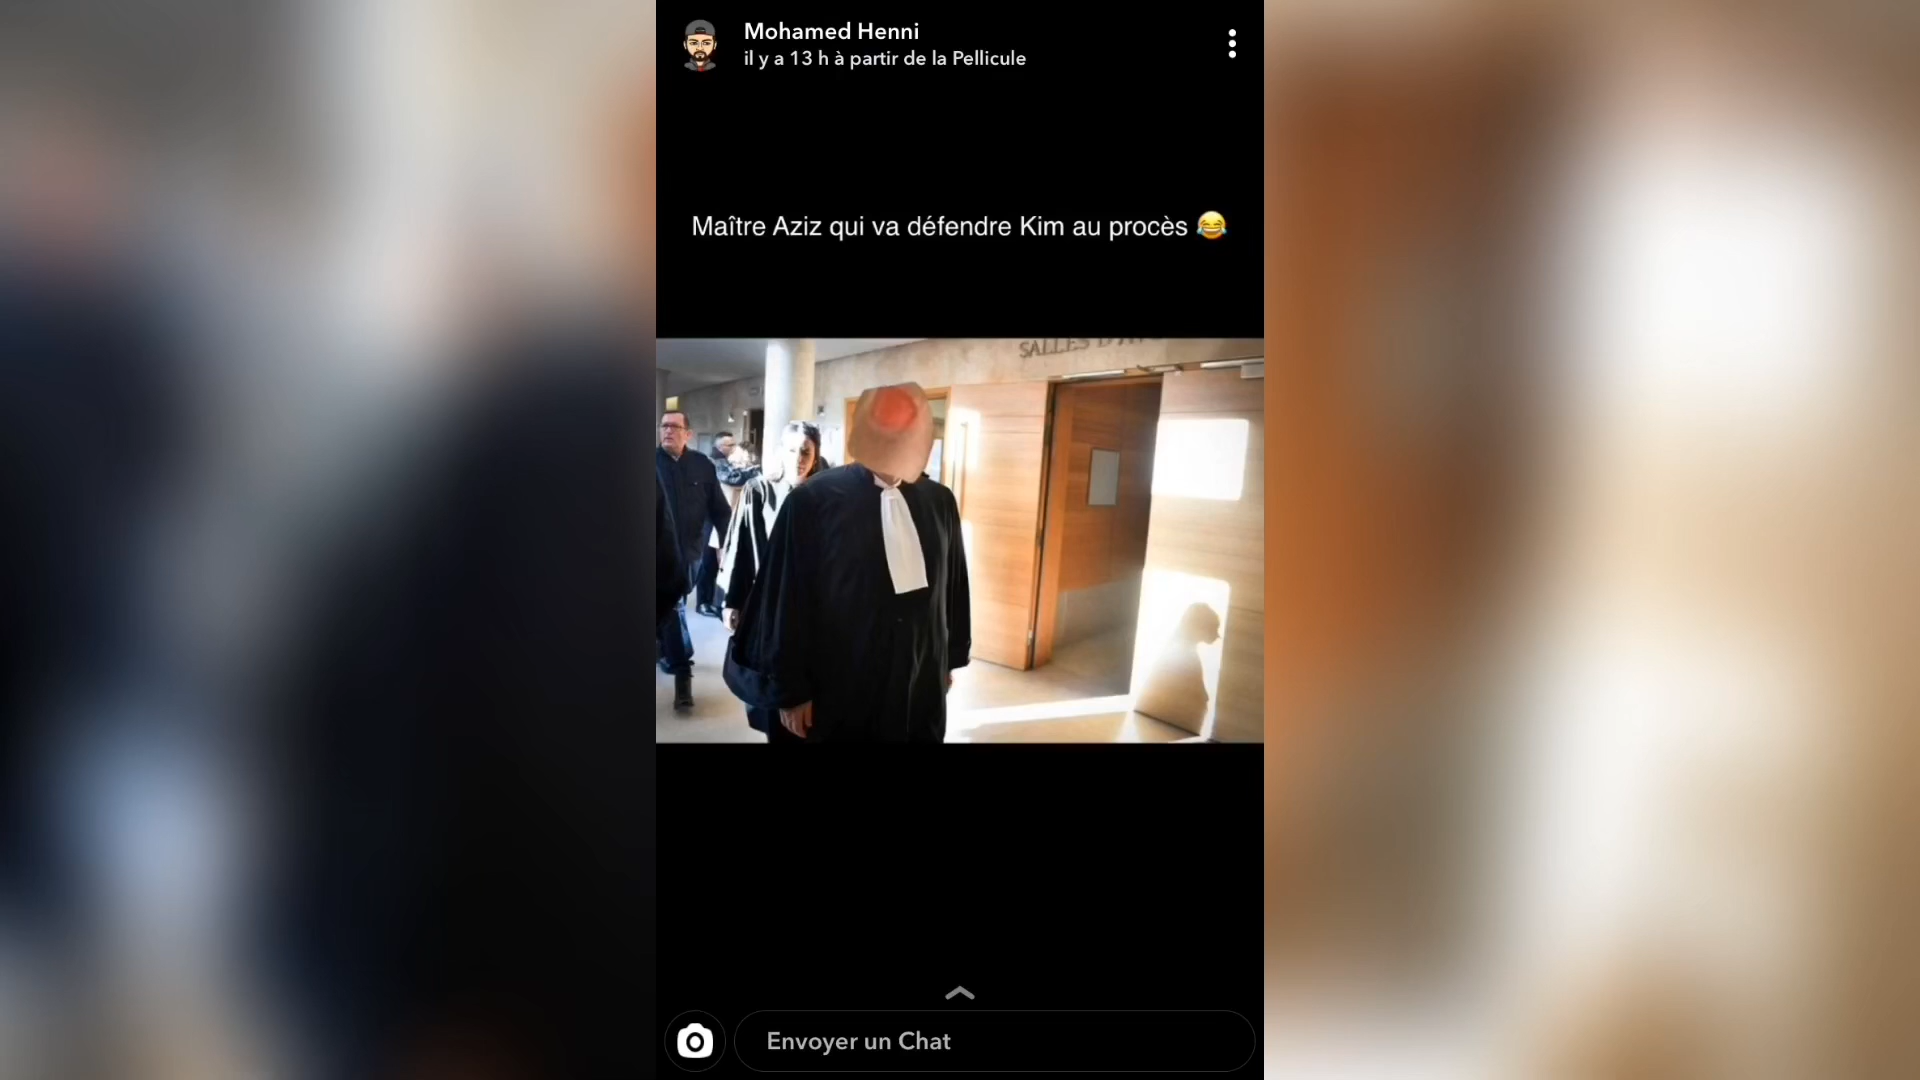 Mohamed Henni
il y a 13 h à partir de la Pellicule
Maître Aziz qui va défendre Kim au procès 😂
SALLES
Envoyer un Chat